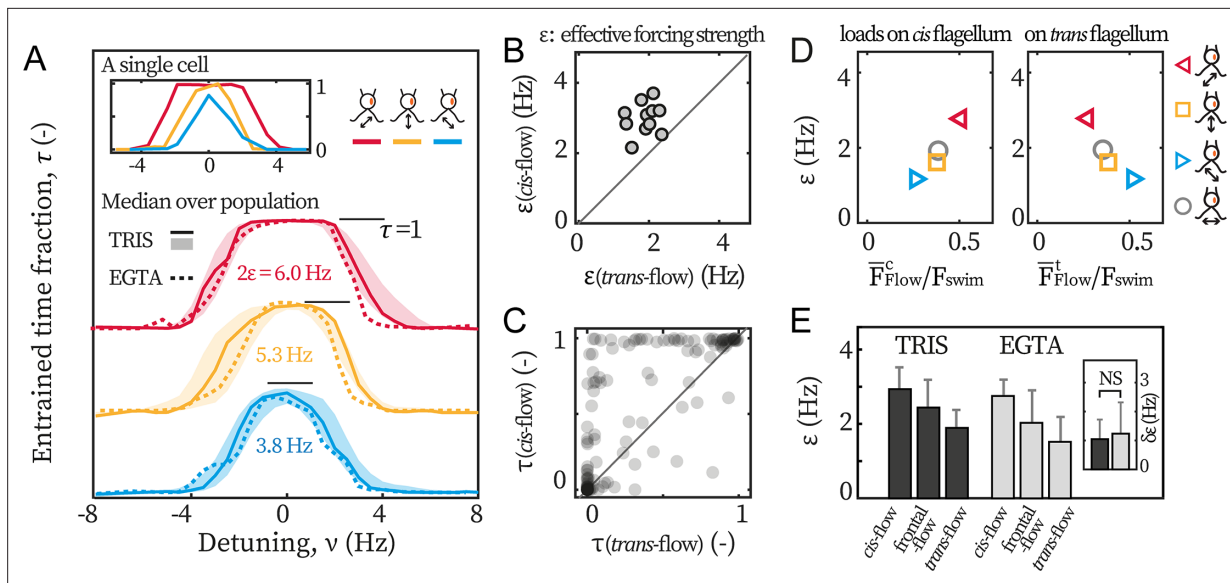 A
A single cell
1
0
-4
0
4
Median over population
TRIS
EGTA
τ=1
2ε=6.0 Hz
5.3 Hz
3.8 Hz
Entrained time fraction, τ (-)
-8
-4
0
4
8
Detuning, ν (Hz)
B
ε: effective forcing strength
ε(cis-flow) (Hz)
4
2
0
0
2
4
ε(trans-flow) (Hz)
C
τ(cis-flow) (-)
1
0
0
1
τ(trans-flow) (-)
D
loads on cis flagellum
on trans flagellum
ε (Hz)
4
2
0
0
0.5
0
0.5
F̅ᶜFlow/Fswim
F̅ᵗFlow/Fswim
E
TRIS
EGTA
ε (Hz)
4
2
0
NS
3
0
δε (Hz)
cis-flow
frontal
-flow
trans-flow
cis-flow
frontal
-flow
trans-flow